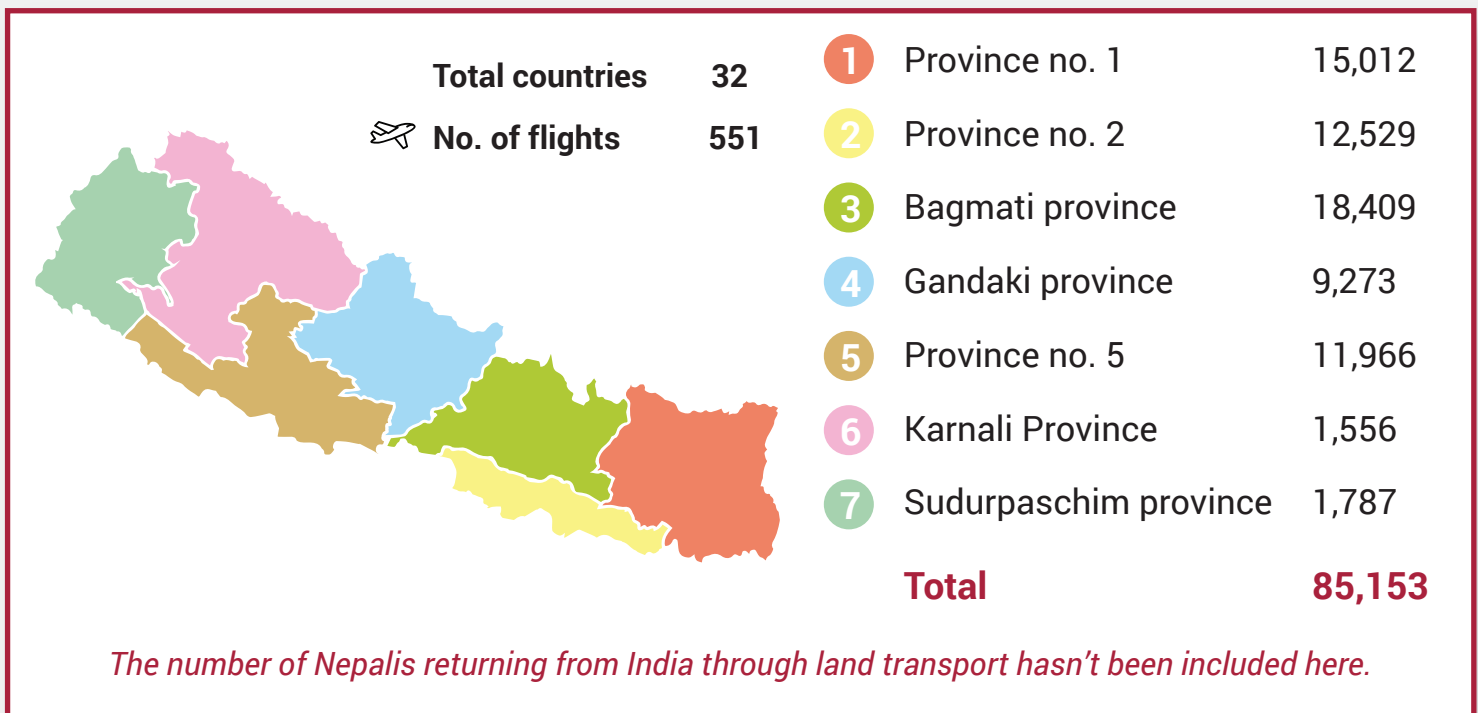 Total countries 32
No. of flights 551
1 Province no. 1 15,012
2 Province no. 2 12,529
3 Bagmati province 18,409
4 Gandaki province 9,273
5 Province no. 5 11,966
6 Karnali Province 1,556
7 Sudurpaschim province 1,787
Total 85,153
The number of Nepalis returning from India through land transport hasn’t been included here.